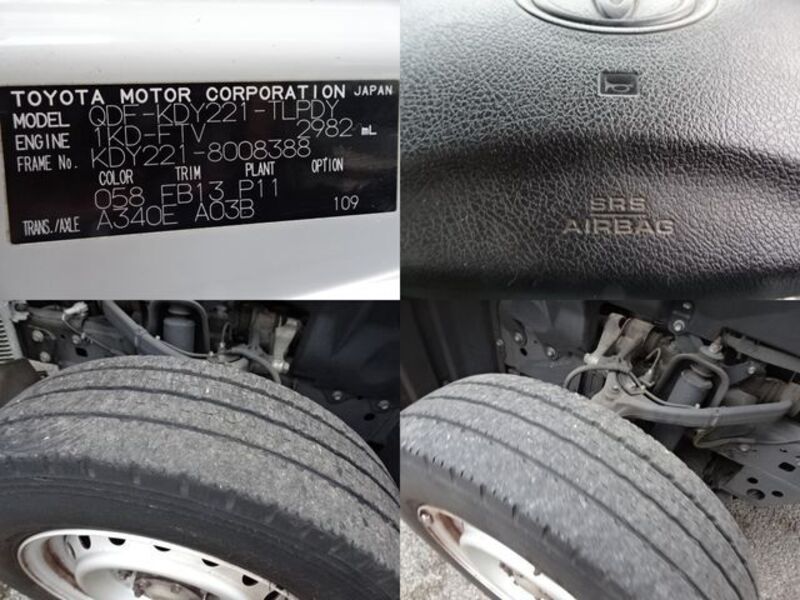 TOYOTA MOTOR CORPORATION JAPAN
MODEL QDF-KDY221-TLPDY
ENGINE 1KD-FTV 2982 mL
FRAME No. KDY221-8008388
COLOR TRIM PLANT OPTION
058 FB13 P11
TRANS./AXLE A340E A03B 109
SRS
AIRBAG